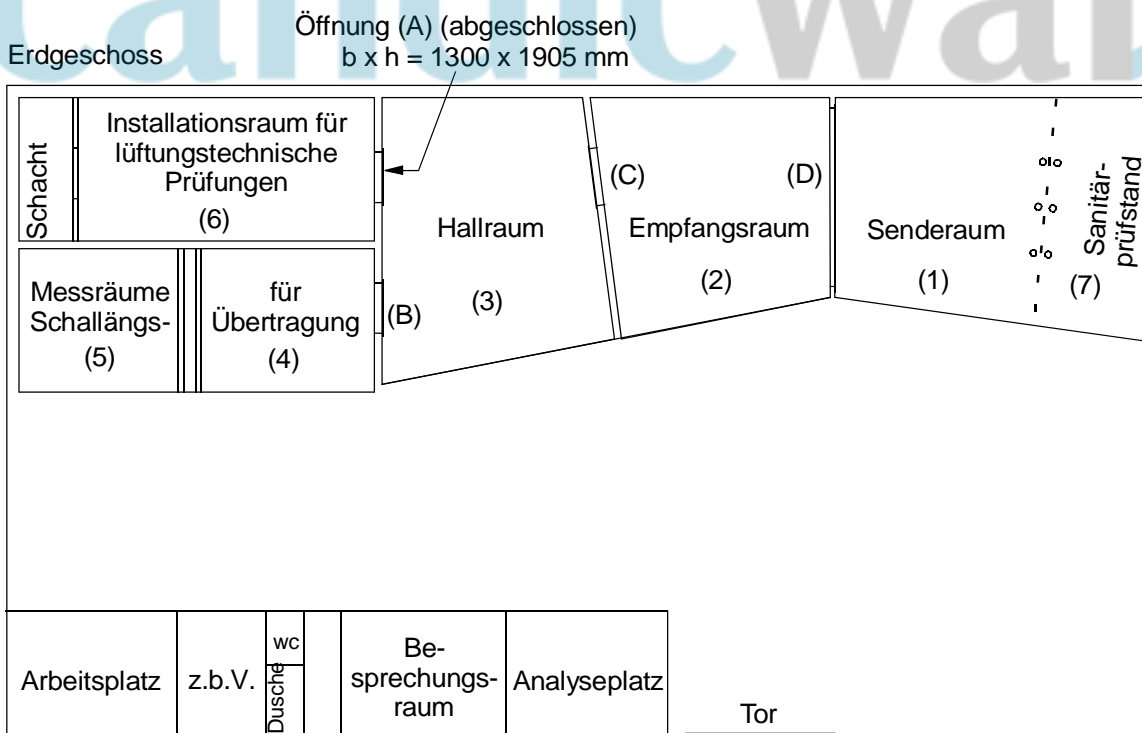 Erdgeschoss
Öffnung (A) (abgeschlossen)
b x h = 1300 x 1905 mm
Schacht
Installationsraum für
lüftungstechnische
Prüfungen
(6)
Hallraum
(3)
(C)
Empfangsraum
(2)
(D)
Senderaum
(1)
Sanitär-
prüfstand
(7)
Messräume
Schallängs-
(5)
für
Übertragung
(4)
(B)
Arbeitsplatz
z.b.V.
wc
Dusche
Be-
sprechungs-
raum
Analyseplatz
Tor